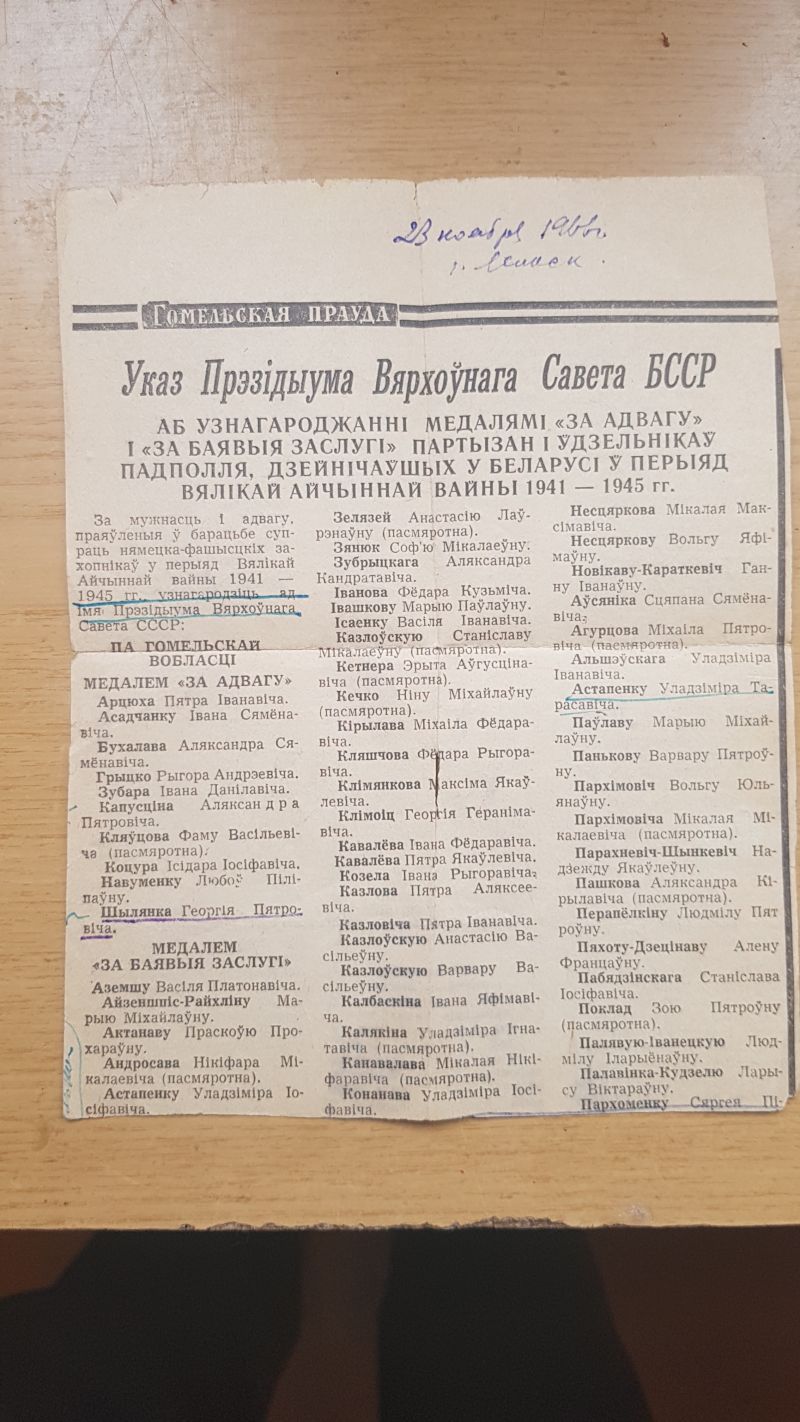 23 ноября 1966г.
г.
ГОМЕЛЬСКАЯ ПРАУДА
Указ Прэзідыума Вярхоўнага Савета БССР
АБ УЗНАГАРОДЖАННІ МЕДАЛЯМІ «ЗА АДВАГУ»
І «ЗА БАЯВЫЯ ЗАСЛУГІ» ПАРТЫЗАН І ЎДЗЕЛЬНІКАЎ
ПАДПОЛЛЯ, ДЗЕЙНІЧАЎШЫХ У БЕЛАРУСІ Ў ПЕРЫЯД
ВЯЛІКАЙ АЙЧЫННАЙ ВАЙНЫ 1941 — 1945 гг.
За мужнасць і адвагу,
праяўленыя ў барацьбе суп-
раць нямецка-фашысцкіх за-
хопнікаў у перыяд Вялікай
Айчыннай вайны 1941 —
1945 гг., узнагародзіць ад
імя Прэзідыума Вярхоўнага
Савета СССР:
ПА ГОМЕЛЬСКАЙ
ВОБЛАСЦІ
МЕДАЛЕМ «ЗА АДВАГУ»
Арцюха Пятра Іванавіча.
Асадчанку Івана Сямёна-
віча.
Бухалава Аляксандра Ся-
мёнавіча.
Грыцко Рыгора Андрэевіча.
Зубара Івана Данілавіча.
Капусціна Аляксандра
Пятровіча.
Кляўцова Фаму Васільеві-
ча (пасмяротна).
Коцура Ісідара Іосіфавіча.
Навуменку Любоў Пілі-
паўну.
Шылянка Георгія Пятро-
віча.
МЕДАЛЕМ
«ЗА БАЯВЫЯ ЗАСЛУГІ»
Аземшу Васіля Платонавіча.
Айзеншпіс-Райхліну Ма-
рыю Міхайлаўну.
Актанаву Праскоўю Про-
хараўну.
Андросава Нікіфара Мі-
калаевіча (пасмяротна).
Астапенку Уладзіміра Іо-
сіфавіча.
Зелязей Анастасію Лаў-
рэнаўну (пасмяротна).
Зянюк Соф'ю Мікалаеўну.
Зубрыцкага Аляксандра
Кандратавіча.
Іванова Фёдара Кузьміча.
Івашкову Марыю Паўлаўну.
Ісаенку Васіля Іванавіча.
Казлоўскую Станіславу
Мікалаеўну (пасмяротна).
Кетнера Эрыта Аўгусціна-
віча (пасмяротна).
Кечко Ніну Міхайлаўну
(пасмяротна).
Кірылава Міхаіла Фёдара-
віча.
Кляшчова Фёдара Рыгора-
віча.
Клімянкова Максіма Якаў-
левіча.
Клімоіц Георгія Гераніма-
віча.
Кавалёва Івана Фёдаравіча.
Кавалёва Пятра Якаўлевіча.
Козела Івана Рыгоравіча.
Казлова Пятра Аляксее-
віча.
Казловіча Пятра Іванавіча.
Казлоўскую Анастасію Ва-
сільеўну.
Казлоўскую Варвару Ва-
сільеўну.
Калбаскіна Івана Яфімаві-
ча.
Калякіна Уладзіміра Ігна-
тавіча (пасмяротна).
Канавалава Мікалая Нікі-
фаравіча (пасмяротна).
Конанава Уладзіміра Іосі-
фавіча.
Несцяркова Мікалая Мак-
сімавіча.
Несцяркову Вольгу Яфі-
маўну.
Новікаву-Караткевіч Ган-
ну Іванаўну.
Аўсяніка Сцяпана Сямёна-
віча.
Агурцова Міхаіла Пятро-
віча (пасмяротна).
Альшэўскага Уладзіміра
Іванавіча.
Астапенку Уладзіміра Та-
расавіча.
Паўлаву Марыю Міхай-
лаўну.
Панькову Варвару Пятроў-
ну.
Пархімовіч Вольгу Юль-
янаўну.
Пархімовіча Мікалая Мі-
калаевіча (пасмяротна).
Парахневіч-Шынкевіч На-
дзежду Якаўлеўну.
Пашкова Аляксандра Кі-
рылавіча (пасмяротна).
Перапёлкіну Людмілу Пят
роўну.
Пяхоту-Дзецінаву Алену
Францаўну.
Пабядзінскага Станіслава
Іосіфавіча.
Поклад Зою Пятроўну
(пасмяротна).
Палявую-Іванецкую Люд-
мілу Іларыёнаўну.
Палавінка-Кудзелю Лары-
су Віктараўну.
Пархоменку Сяргея Пі-